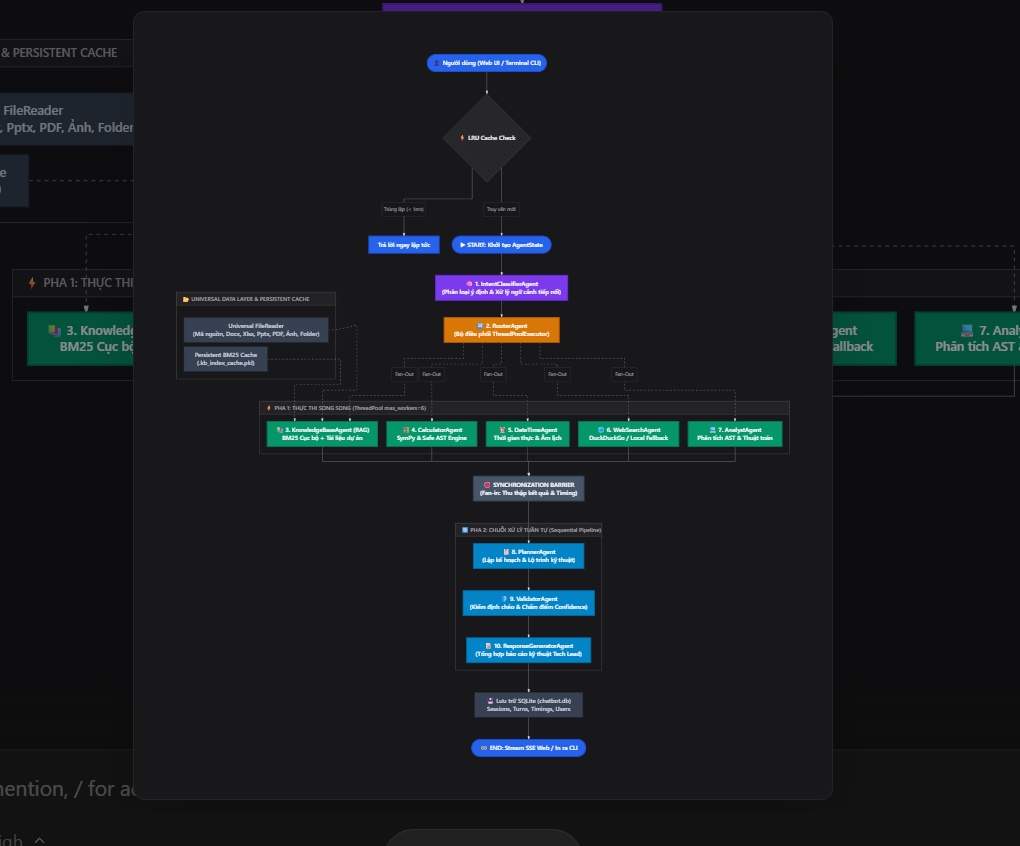 & PERSISTENT CACHE
FileReader
, Pptx, PDF, Ảnh, Folder
PHA 1: THỰC THI
3. Knowledge
BM25 Cục bộ
gent
allback
7. Analy
Phân tích AST &
mention, / for ac
igh
Người dùng (Web UI / Terminal CLI)
LRU Cache Check
Trùng lặp (< 1ms)
Truy vấn mới
Trả lời ngay lập tức
START: Khởi tạo AgentState
1. IntentClassifierAgent
(Phân loại ý định & Xử lý ngữ cảnh tiếp nối)
2. RouterAgent
(Bộ điều phối ThreadPoolExecutor)
UNIVERSAL DATA LAYER & PERSISTENT CACHE
Universal FileReader
(Mã nguồn, Docx, Xlsx, Pptx, PDF, Ảnh, Folder)
Persistent BM25 Cache
(.kb_index_cache.pkl)
Fan-Out
Fan-Out
Fan-Out
Fan-Out
Fan-Out
PHA 1: THỰC THI SONG SONG (ThreadPool max_workers=6)
3. KnowledgeBaseAgent (RAG)
BM25 Cục bộ + Tài liệu dự án
4. CalculatorAgent
SymPy & Safe AST Engine
5. DateTimeAgent
Thời gian thực & Âm lịch
6. WebSearchAgent
DuckDuckGo / Local Fallback
7. AnalystAgent
Phân tích AST & Thuật toán
SYNCHRONIZATION BARRIER
(Fan-in: Thu thập kết quả & Timing)
PHA 2: CHUỖI XỬ LÝ TUẦN TỰ (Sequential Pipeline)
8. PlannerAgent
(Lập kế hoạch & Lộ trình kỹ thuật)
9. ValidatorAgent
(Kiểm định chéo & Chấm điểm Confidence)
10. ResponseGeneratorAgent
(Tổng hợp báo cáo kỹ thuật Tech Lead)
Lưu trữ SQLite (chatbot.db)
Sessions, Turns, Timings, Users
END: Stream SSE Web / In ra CLI